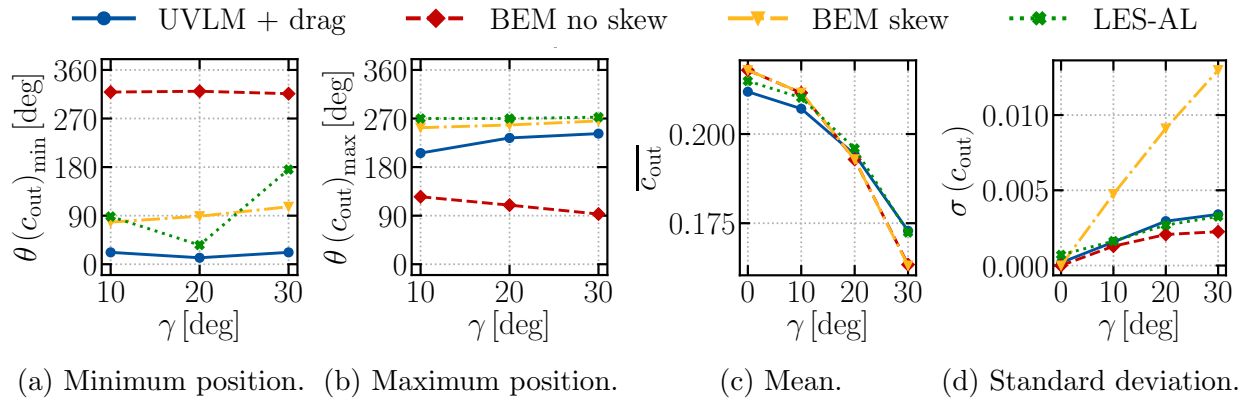 UVLM + drag BEM no skew BEM skew LES-AL
θ (c_out)_min [deg]
360
270
180
90
0
10 20 30
γ [deg]
(a) Minimum position.
θ (c_out)_max [deg]
360
270
180
90
0
10 20 30
γ [deg]
(b) Maximum position.
\overline{c_out}
0.200
0.175
0 10 20 30
γ [deg]
(c) Mean.
σ (c_out)
0.010
0.005
0.000
0 10 20 30
γ [deg]
(d) Standard deviation.